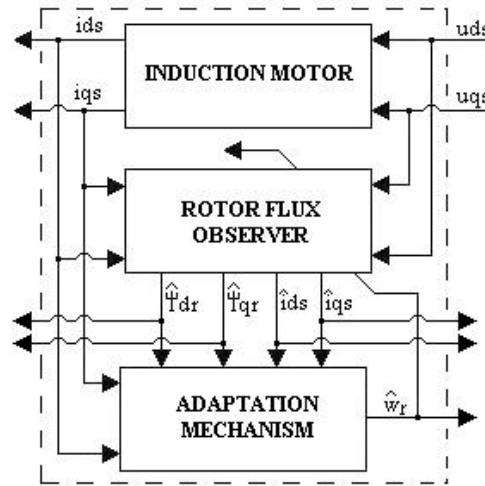 ids
uds
INDUCTION MOTOR
iqs
uqs
ROTOR FLUX
OBSERVER
Ψ̂dr
Ψ̂qr
îds
îqs
ADAPTATION
MECHANISM
ŵr